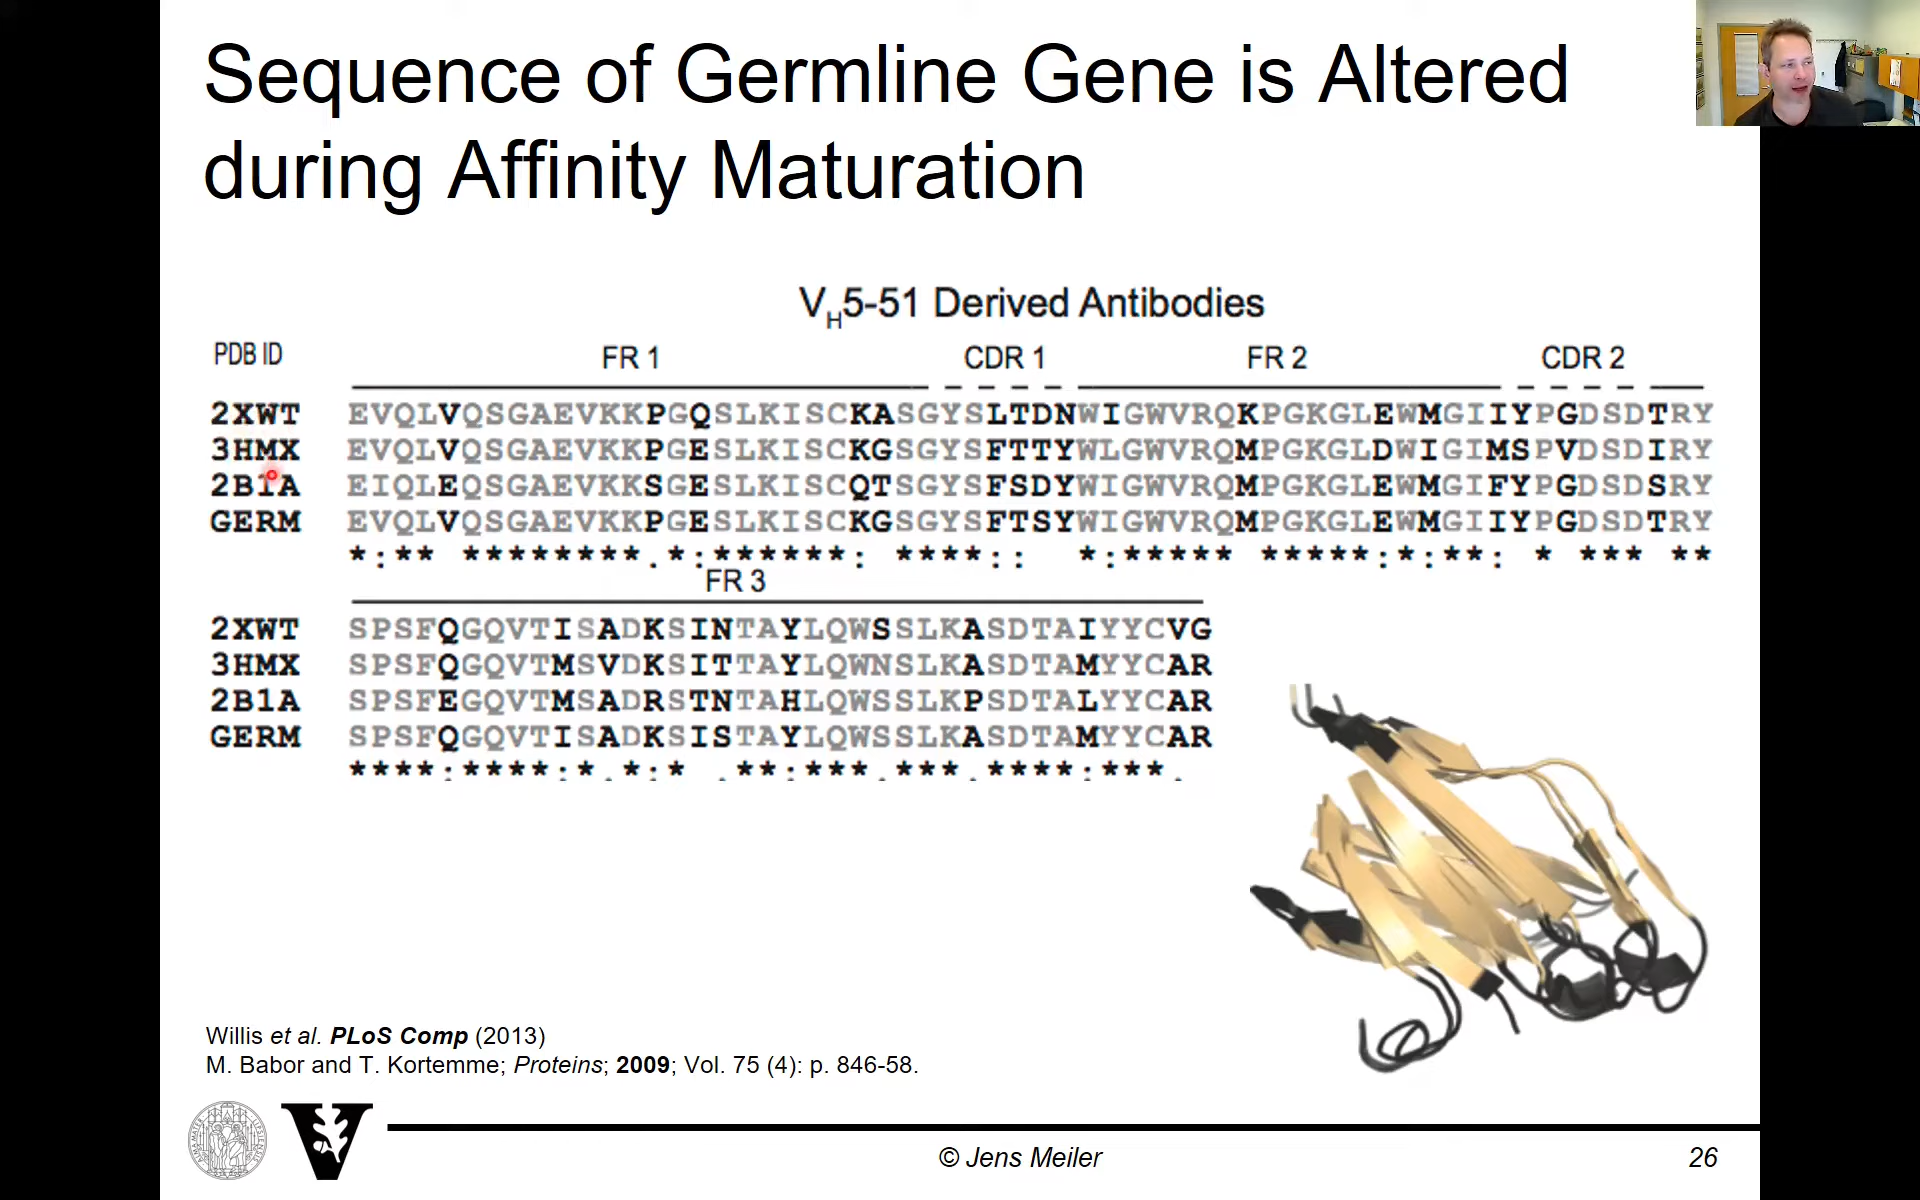 Sequence of Germline Gene is Altered
during Affinity Maturation
VH5-51 Derived Antibodies
PDB ID FR 1 CDR 1 FR 2 CDR 2
2XWT EVQLVQSGAEVKKPGQSLKISCKASGYSLTDNWIGWVRQKPGKGLEWMGIIYPGDSDTRY
3HMX EVQLVQSGAEVKKPGESLKISCKGSGYSFTTYWLGWVRQMPGKGLDWIGIMSPVDSDIRY
2B1A EIQLEQSGAEVKKSGESLKISCQTSGYSFSDYWIGWVRQMPGKGLEWMGIFYPGDSDSRY
GERM EVQLVQSGAEVKKPGESLKISCKGSGYSFTSYWIGWVRQMPGKGLEWMGIIYPGDSDTRY
*:** ********.*:******: ****:: *:***** *****:*:**: * *** **
FR 3
2XWT SPSFQGQVTISADKSINTAYLQWSSLKASDTAIYYCVG
3HMX SPSFQGQVTMSVDKSITTAYLQWNSLKASDTAMYYCAR
2B1A SPSFEGQVTMSADRSTNTAHLQWSSLKPSDTALYYCAR
GERM SPSFQGQVTISADKSISTAYLQWSSLKASDTAMYYCAR
****:****:*.*:* .**:***.***.****:***.
Willis et al. PLoS Comp (2013)
M. Babor and T. Kortemme; Proteins; 2009; Vol. 75 (4): p. 846-58.
V
© Jens Meiler 26